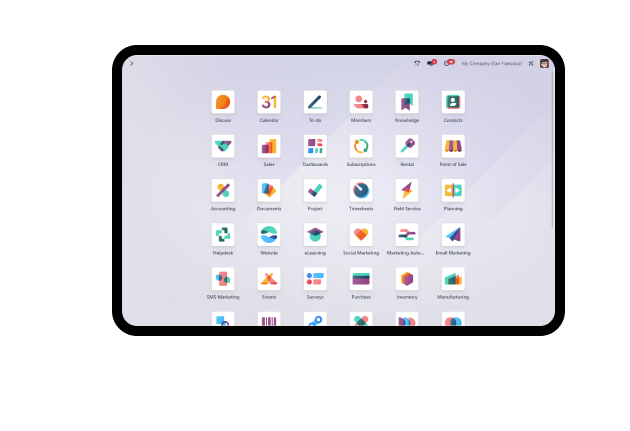 My Company (San Francisco)
Discuss
Calendar
To-do
Members
Knowledge
Contacts
CRM
Sales
Dashboards
Subscriptions
Rental
Point of Sale
Accounting
Documents
Project
Timesheets
Field Service
Planning
Helpdesk
Website
eLearning
Social Marketing
Marketing Auto...
Email Marketing
SMS Marketing
Events
Surveys
Purchase
Inventory
Manufacturing